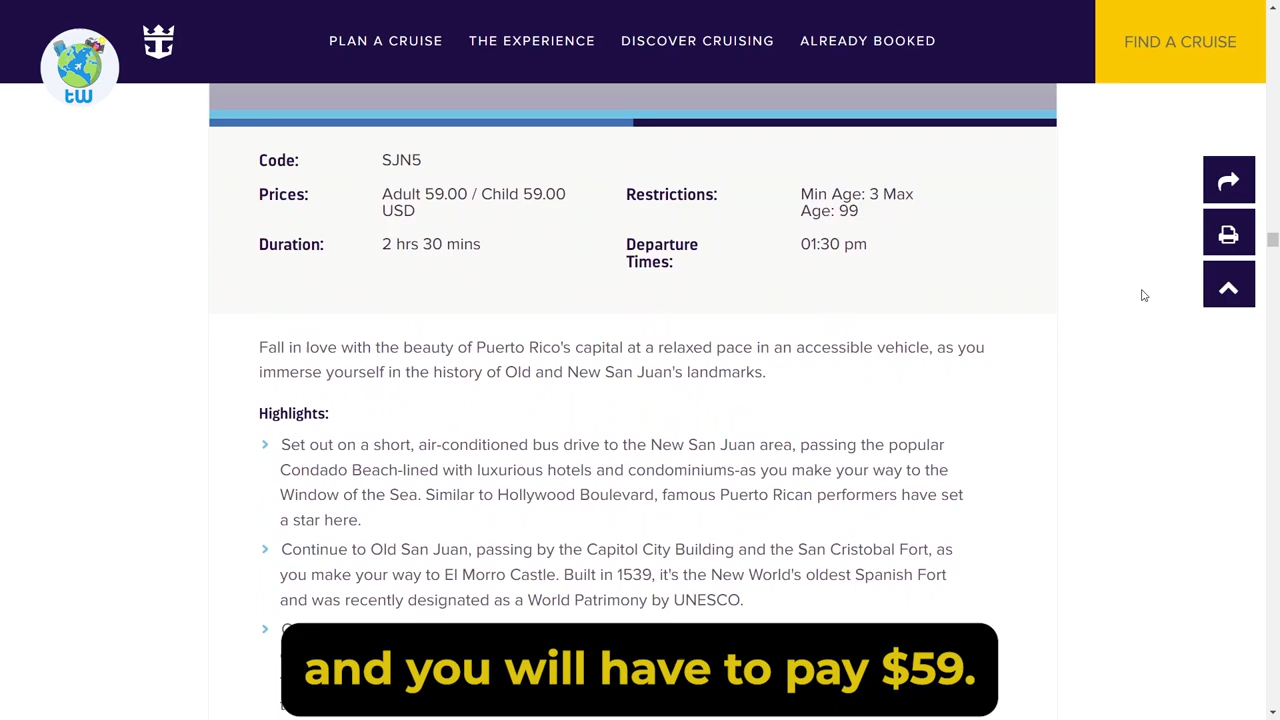 PLAN A CRUISE THE EXPERIENCE DISCOVER CRUISING ALREADY BOOKED FIND A CRUISE
tw
Code: SJN5
Prices: Adult 59.00 / Child 59.00 Restrictions: Min Age: 3 Max
USD Age: 99
Duration: 2 hrs 30 mins Departure 01:30 pm
Times:
Fall in love with the beauty of Puerto Rico's capital at a relaxed pace in an accessible vehicle, as you
immerse yourself in the history of Old and New San Juan's landmarks.
Highlights:
Set out on a short, air-conditioned bus drive to the New San Juan area, passing the popular
Condado Beach-lined with luxurious hotels and condominiums-as you make your way to the
Window of the Sea. Similar to Hollywood Boulevard, famous Puerto Rican performers have set
a star here.
Continue to Old San Juan, passing by the Capitol City Building and the San Cristobal Fort, as
you make your way to El Morro Castle. Built in 1539, it's the New World's oldest Spanish Fort
and was recently designated as a World Patrimony by UNESCO.
and you will have to pay $59.